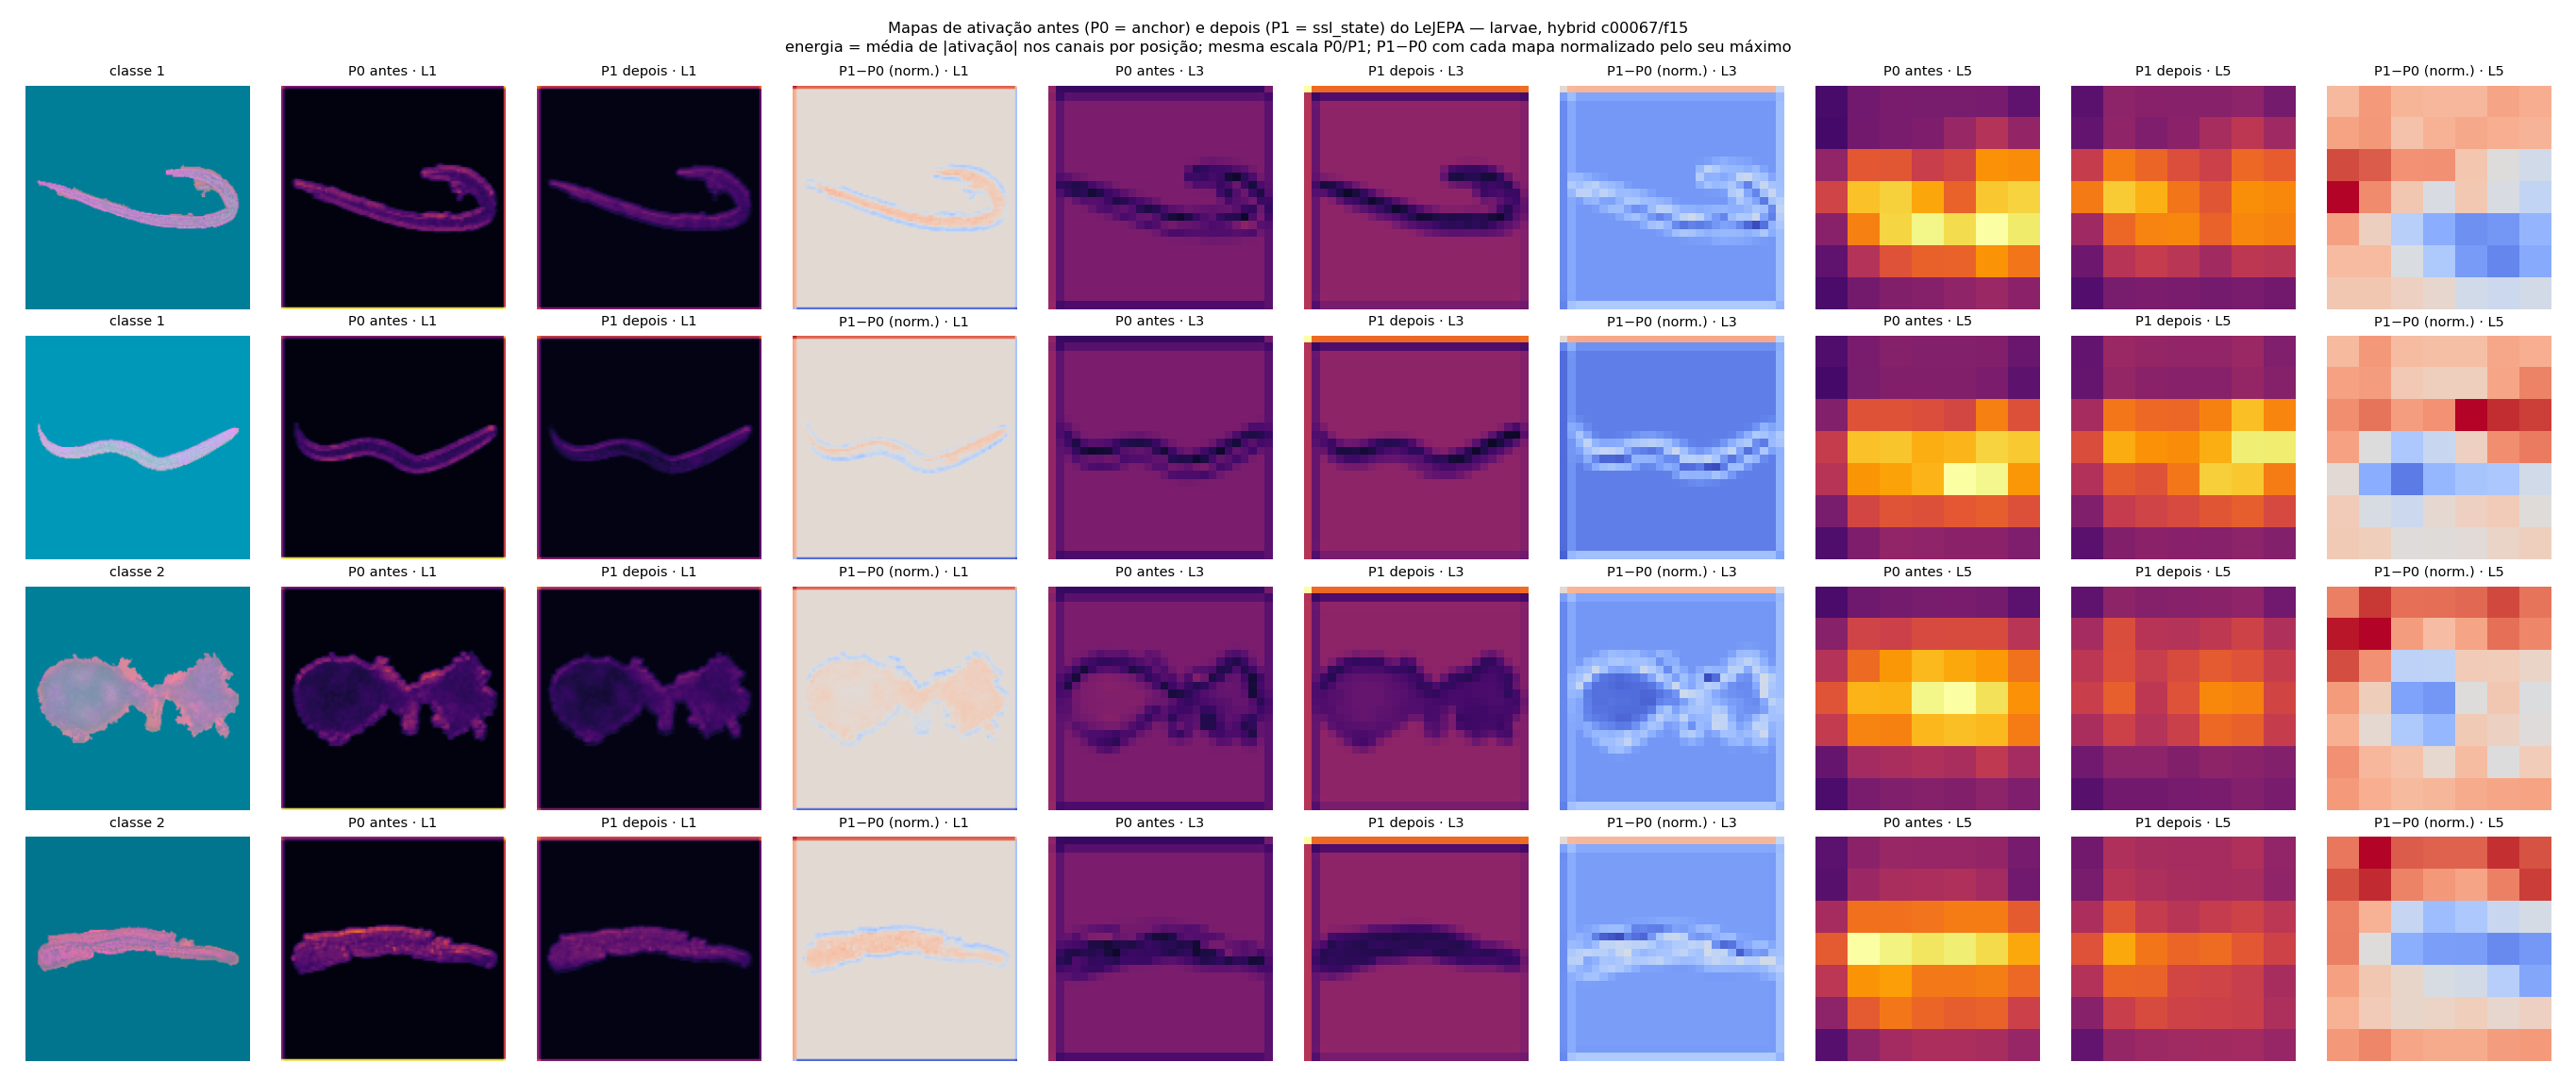 Mapas de ativação antes (P0 = anchor) e depois (P1 = ssl_state) do LeJEPA — larvae, hybrid c00067/f15
energia = média de |ativação| nos canais por posição; mesma escala P0/P1; P1−P0 com cada mapa normalizado pelo seu máximo
classe 1 P0 antes · L1 P1 depois · L1 P1−P0 (norm.) · L1 P0 antes · L3 P1 depois · L3 P1−P0 (norm.) · L3 P0 antes · L5 P1 depois · L5 P1−P0 (norm.) · L5
classe 1 P0 antes · L1 P1 depois · L1 P1−P0 (norm.) · L1 P0 antes · L3 P1 depois · L3 P1−P0 (norm.) · L3 P0 antes · L5 P1 depois · L5 P1−P0 (norm.) · L5
classe 2 P0 antes · L1 P1 depois · L1 P1−P0 (norm.) · L1 P0 antes · L3 P1 depois · L3 P1−P0 (norm.) · L3 P0 antes · L5 P1 depois · L5 P1−P0 (norm.) · L5
classe 2 P0 antes · L1 P1 depois · L1 P1−P0 (norm.) · L1 P0 antes · L3 P1 depois · L3 P1−P0 (norm.) · L3 P0 antes · L5 P1 depois · L5 P1−P0 (norm.) · L5